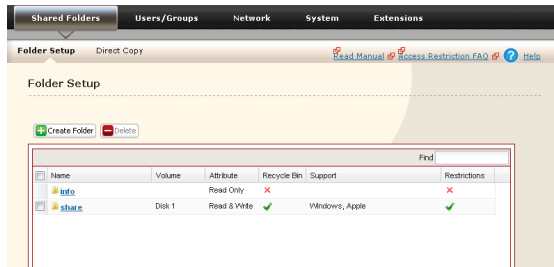 Shared Folders Users/Groups Network System Extensions
Folder Setup Direct Copy Read Manual Access Restriction FAQ ? Help
Folder Setup
Create Folder Delete
Find
Name Volume Attribute Recycle Bin Support Restrictions
info Read Only
share Disk 1 Read & Write Windows, Apple